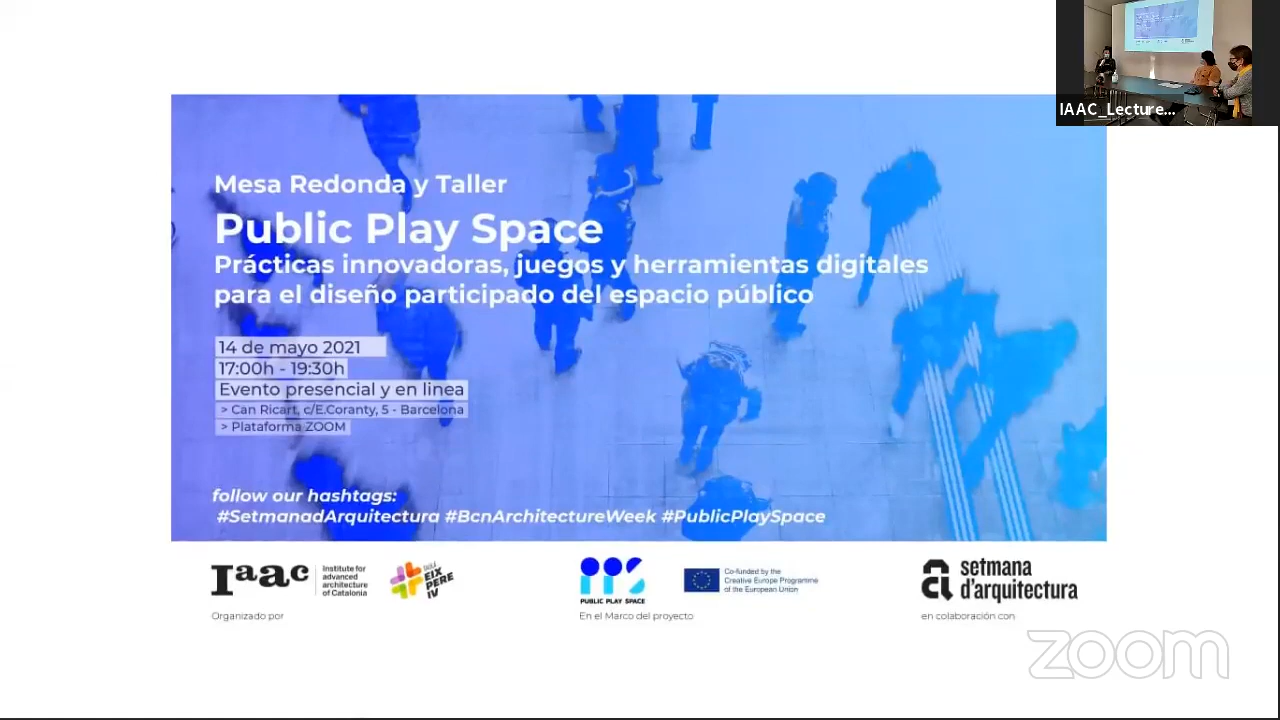 IAAC_Lecture...
Mesa Redonda y Taller
Public Play Space
Prácticas innovadoras, juegos y herramientas digitales
para el diseño participado del espacio público
14 de mayo 2021
17:00h - 19:30h
Evento presencial y en linea
> Can Ricart, c/E.Coranty, 5 - Barcelona
> Plataforma ZOOM
follow our hashtags:
#SetmanadArquitectura #BcnArchitectureWeek #PublicPlaySpace
Iaac
Institute for
advanced
architecture
of Catalonia
EIX
PERE
IV
Organizado por
PPS
PUBLIC PLAY SPACE
Co-funded by the
Creative Europe Programme
of the European Union
En el Marco del proyecto
setmana
d'arquitectura
en colaboración con
zoom